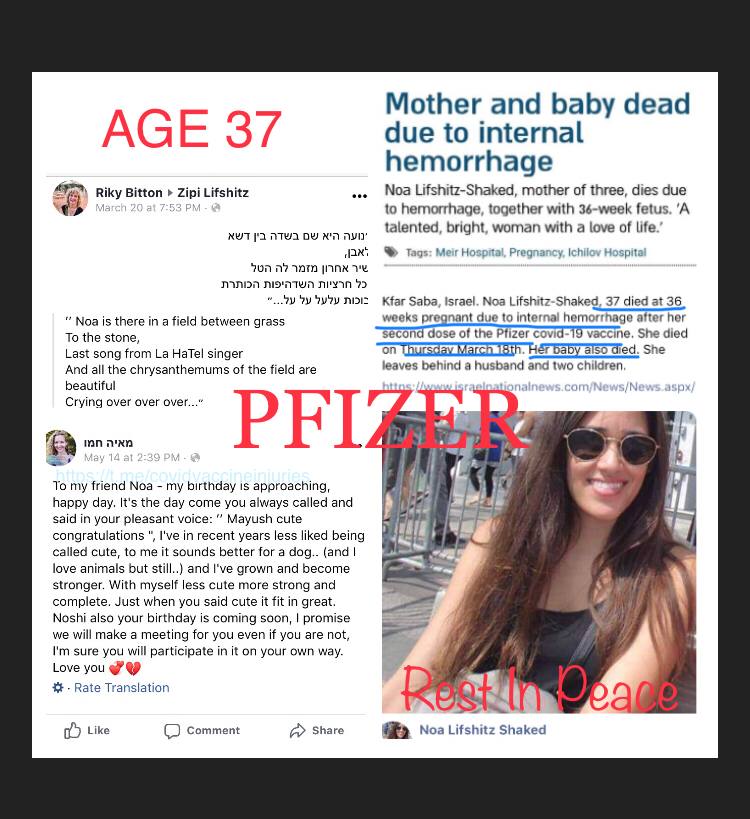 AGE 37
Riky Bitton ▸ Zipi Lifshitz
March 20 at 7:53 PM ·
נועה היא שם בשדה בין דשא
לאבן,
שיר אחרון מזמר לה הטל
כל חרציות השדהיפות הכותרת
בוכות עלעל על על...״
‘’ Noa is there in a field between grass
To the stone,
Last song from La HaTel singer
And all the chrysanthemums of the field are
beautiful
Crying over over over...“
PFIZER
מאיה חמו
May 14 at 2:39 PM ·
https://t.me/covidvaccineinjuries
To my friend Noa - my birthday is approaching,
happy day. It's the day come you always called and
said in your pleasant voice: ‘’ Mayush cute
congratulations ", I've in recent years less liked being
called cute, to me it sounds better for a dog.. (and I
love animals but still..) and I've grown and become
stronger. With myself less cute more strong and
complete. Just when you said cute it fit in great.
Noshi also your birthday is coming soon, I promise
we will make a meeting for you even if you are not,
I'm sure you will participate in it on your own way.
Love you 💕💔
· Rate Translation
Like Comment Share
Mother and baby dead
due to internal
hemorrhage
Noa Lifshitz-Shaked, mother of three, dies due
to hemorrhage, together with 36-week fetus. 'A
talented, bright, woman with a love of life.'
Tags: Meir Hospital, Pregnancy, Ichilov Hospital
Kfar Saba, Israel. Noa Lifshitz-Shaked, 37 died at 36
weeks pregnant due to internal hemorrhage after her
second dose of the Pfizer covid-19 vaccine. She died
on Thursday March 18th. Her baby also died. She
leaves behind a husband and two children.
https://www.israelnationalnews.com/News/News.aspx/
Rest In Peace
Noa Lifshitz Shaked